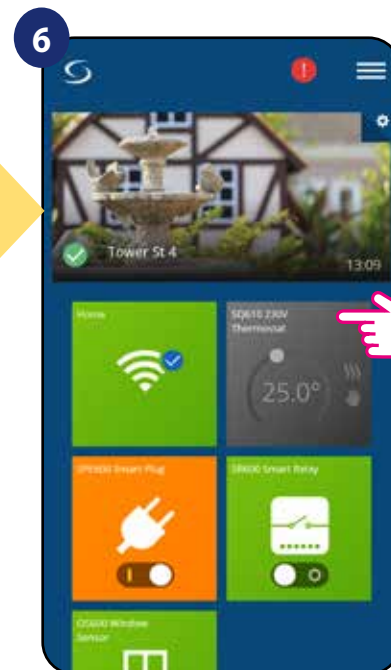 6
!
Tower St 4
13:09
Home
SQ610 230V
Thermostat
25.0°
SPE600 Smart Plug
SR600 Smart Relay
OS600 Window
Sensor